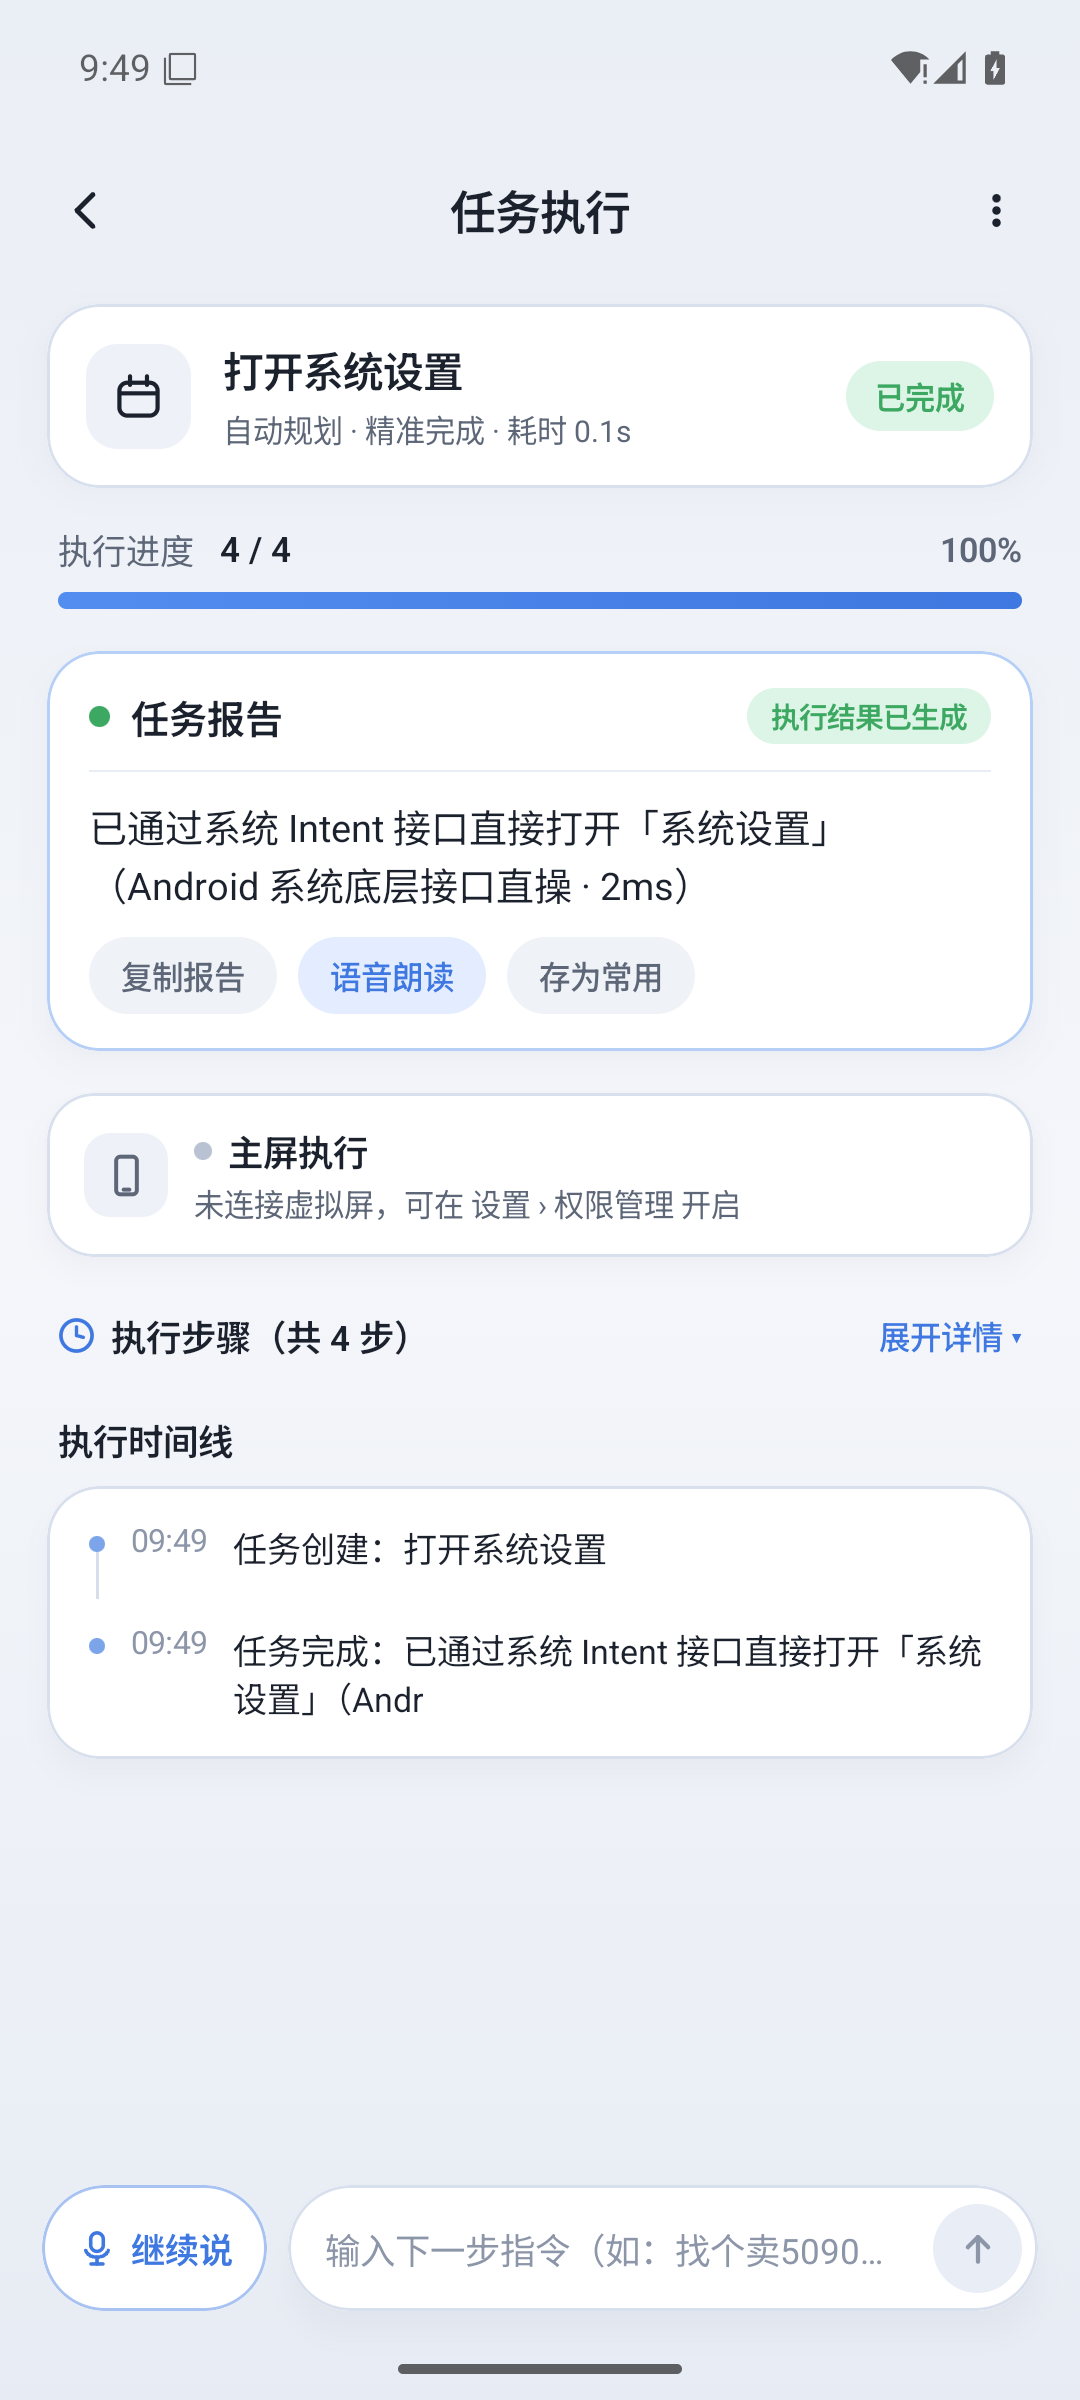 9:49
任务执行
打开系统设置
自动规划 · 精准完成 · 耗时 0.1s
已完成
执行进度 4 / 4
100%
任务报告
执行结果已生成
已通过系统 Intent 接口直接打开「系统设置」
（Android 系统底层接口直操 · 2ms）
复制报告
语音朗读
存为常用
主屏执行
未连接虚拟屏，可在 设置 › 权限管理 开启
执行步骤（共 4 步）
展开详情 ▾
执行时间线
09:49 任务创建：打开系统设置
09:49 任务完成：已通过系统 Intent 接口直接打开「系统
设置」（Andr
继续说
输入下一步指令（如：找个卖5090...